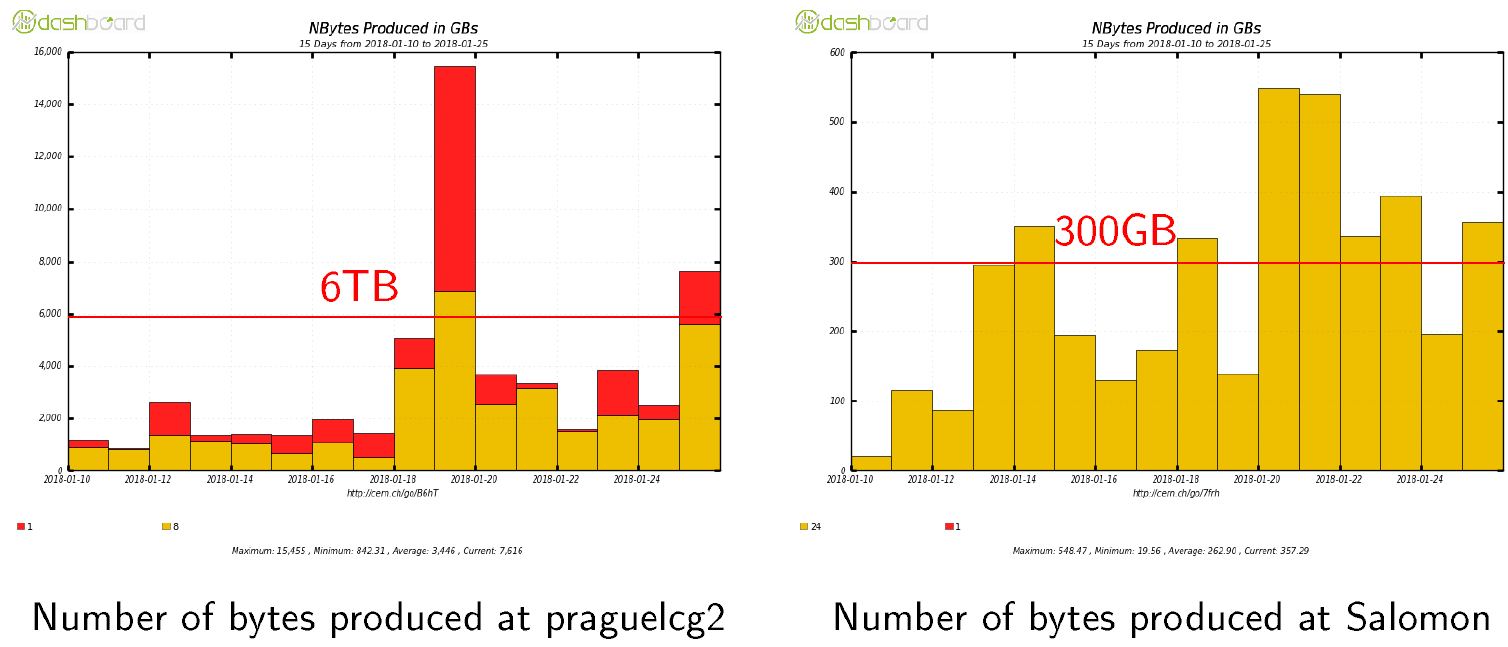 dashboard
NBytes Produced in GBs
15 Days from 2018-01-10 to 2018-01-25
16,000
14,000
12,000
10,000
8,000
6,000
4,000
2,000
0
6TB
2018-01-10 2018-01-12 2018-01-14 2018-01-16 2018-01-18 2018-01-20 2018-01-22 2018-01-24
http://cern.ch/go/B6hT
1 8
Maximum: 15,455 , Minimum: 842.31 , Average: 3,446 , Current: 7,616
Number of bytes produced at praguelcg2
dashboard
NBytes Produced in GBs
15 Days from 2018-01-10 to 2018-01-25
600
500
400
300
200
100
0
300GB
2018-01-10 2018-01-12 2018-01-14 2018-01-16 2018-01-18 2018-01-20 2018-01-22 2018-01-24
http://cern.ch/go/7frh
24 1
Maximum: 548.47 , Minimum: 19.56 , Average: 262.90 , Current: 357.29
Number of bytes produced at Salomon